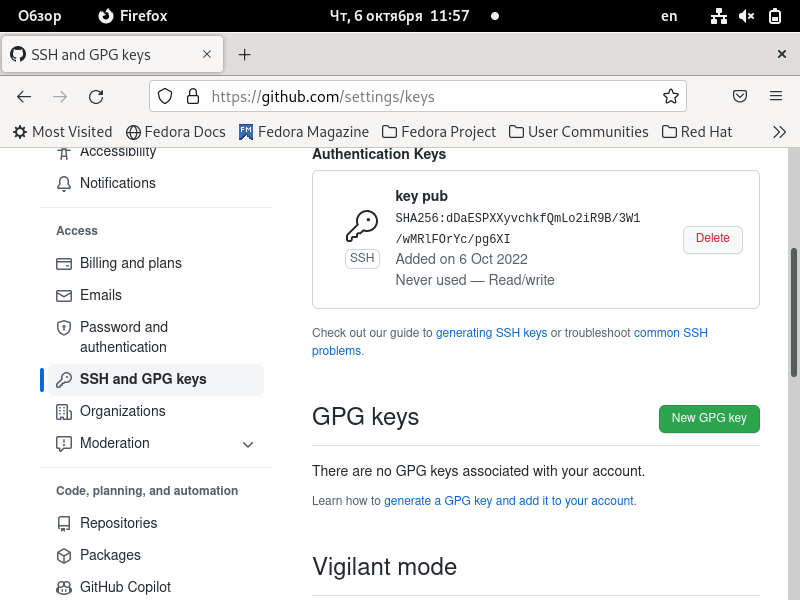 Обзор
Firefox
Чт, 6 октября 11:57
en
SSH and GPG keys
https://github.com/settings/keys
Most Visited
Fedora Docs
Fedora Magazine
Fedora Project
User Communities
Red Hat
Accessibility
Notifications
Access
Billing and plans
Emails
Password and
authentication
SSH and GPG keys
Organizations
Moderation
Code, planning, and automation
Repositories
Packages
GitHub Copilot
Authentication Keys
key pub
SHA256:dDaESPXXyvchkfQmLo2iR9B/3W1
/wMRlFOrYc/pg6XI
SSH
Added on 6 Oct 2022
Never used — Read/write
Delete
Check out our guide to generating SSH keys or troubleshoot common SSH
problems.
GPG keys
New GPG key
There are no GPG keys associated with your account.
Learn how to generate a GPG key and add it to your account.
Vigilant mode